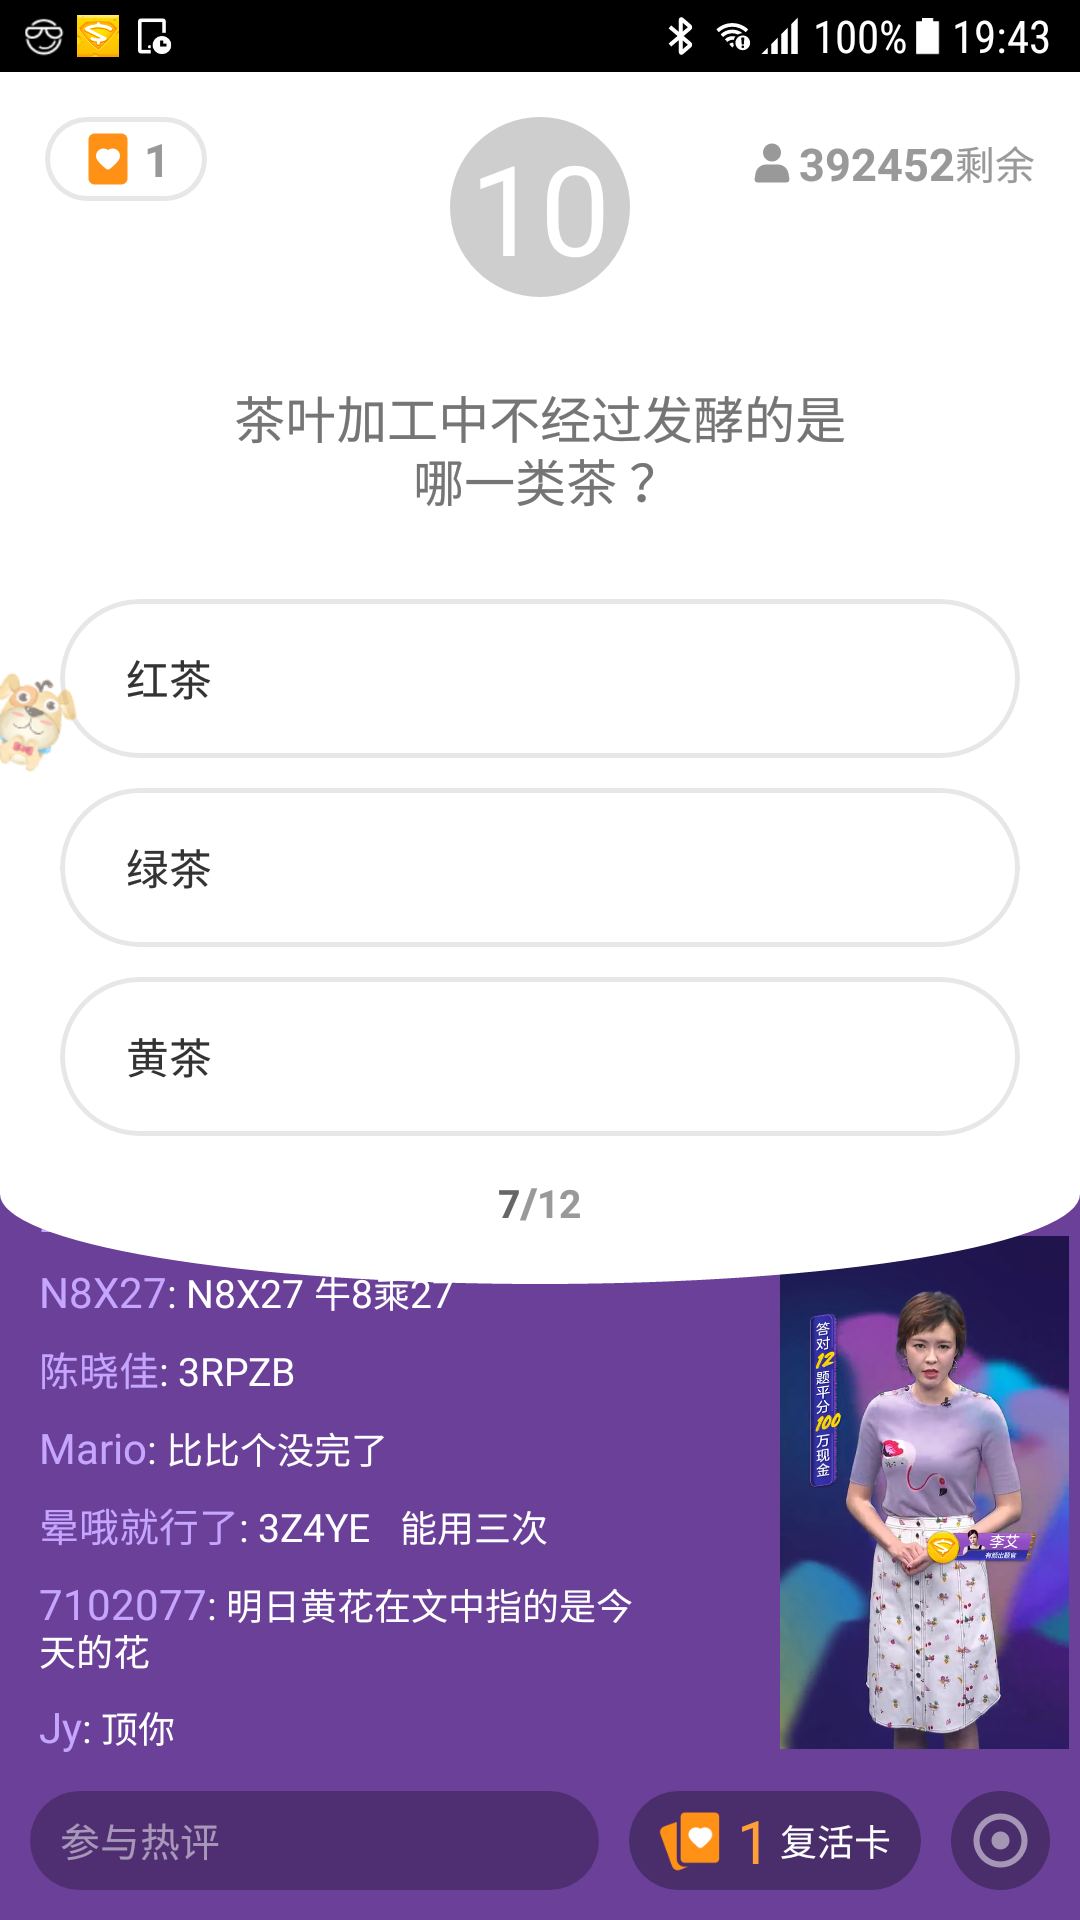 100% 19:43
1
10
392452剩余
茶叶加工中不经过发酵的是
哪一类茶？
红茶
绿茶
黄茶
7/12
N8X27: N8X27 牛8乘27
陈晓佳: 3RPZB
Mario: 比比个没完了
晕哦就行了: 3Z4YE 能用三次
7102077: 明日黄花在文中指的是今
天的花
Jy: 顶你
答对12题平分100万现金
李艾
有颜出题官
参与热评
1 复活卡